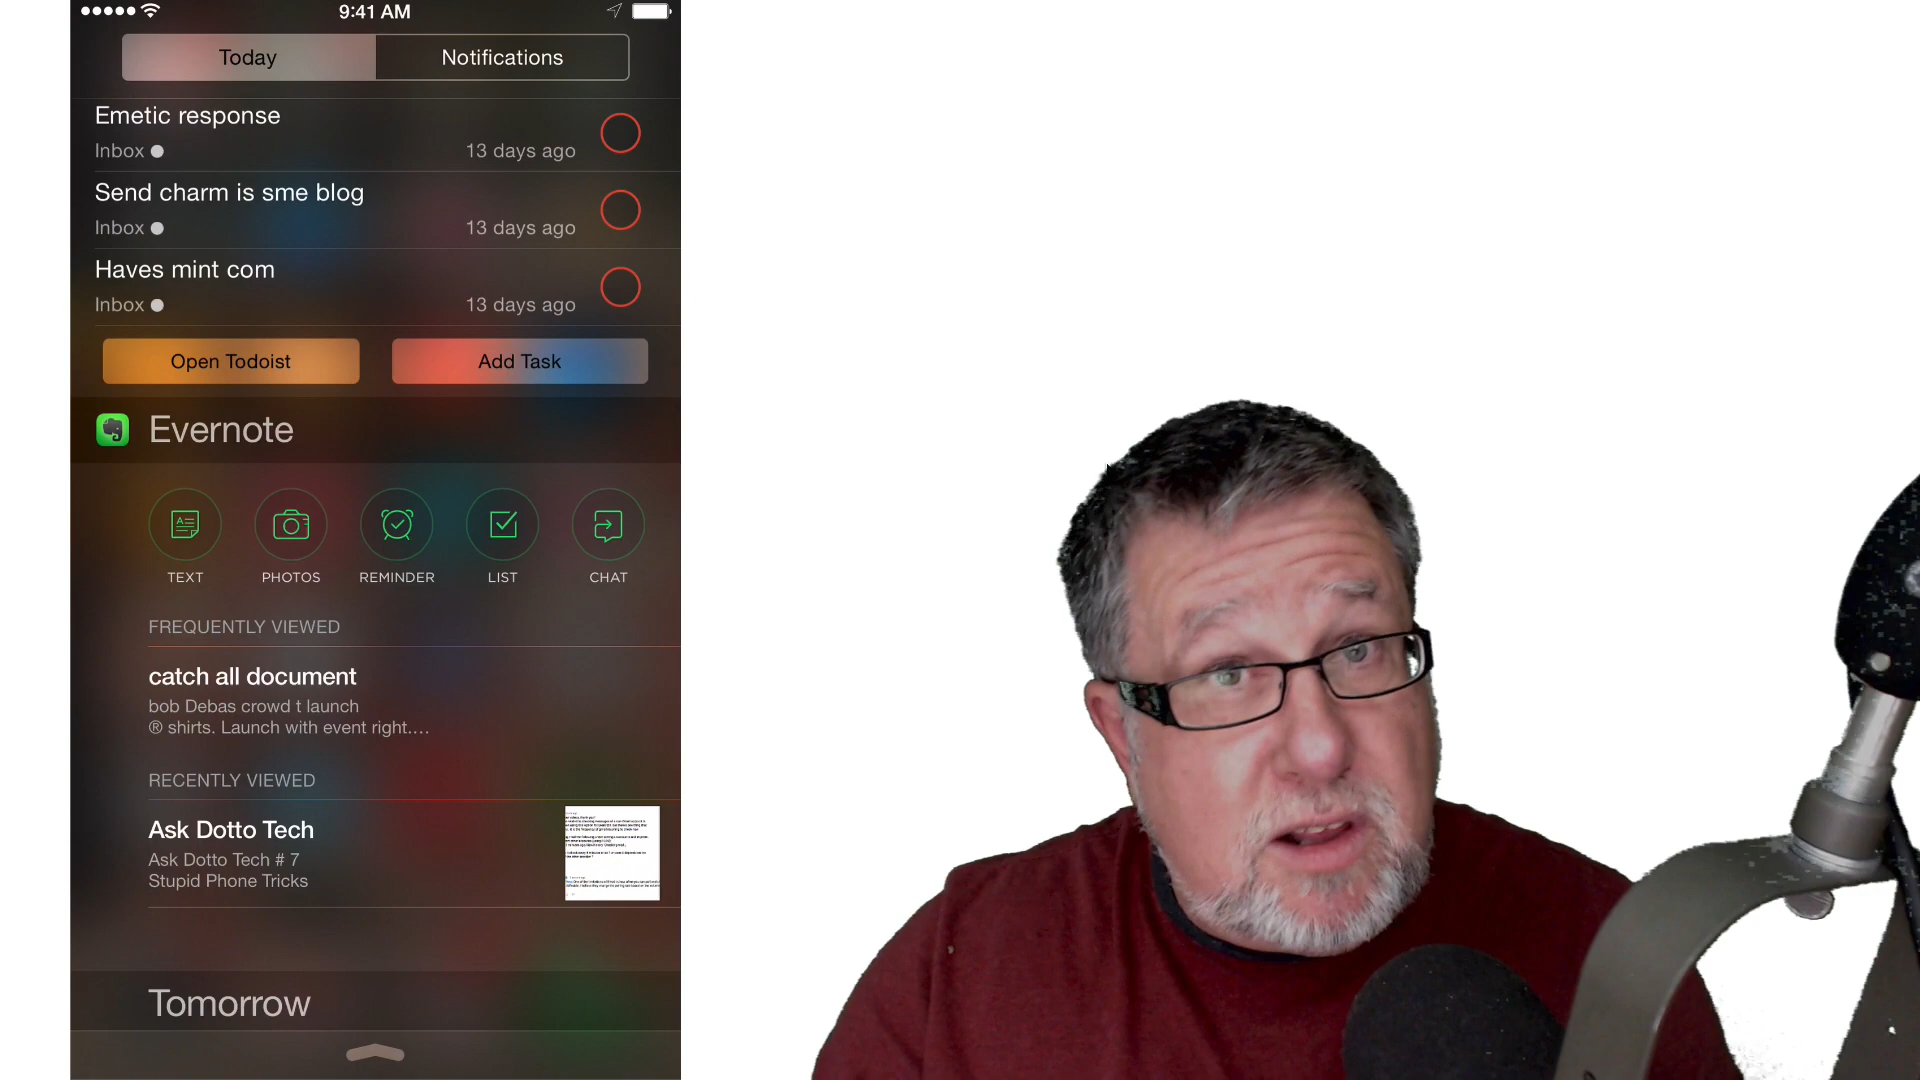 9:41 AM
Today
Notifications
Emetic response
Inbox
13 days ago
Send charm is sme blog
Inbox
13 days ago
Haves mint com
Inbox
13 days ago
Open Todoist
Add Task
Evernote
TEXT
PHOTOS
REMINDER
LIST
CHAT
FREQUENTLY VIEWED
catch all document
bob Debas crowd t launch
® shirts. Launch with event right....
RECENTLY VIEWED
Ask Dotto Tech
Ask Dotto Tech # 7
Stupid Phone Tricks
Tomorrow